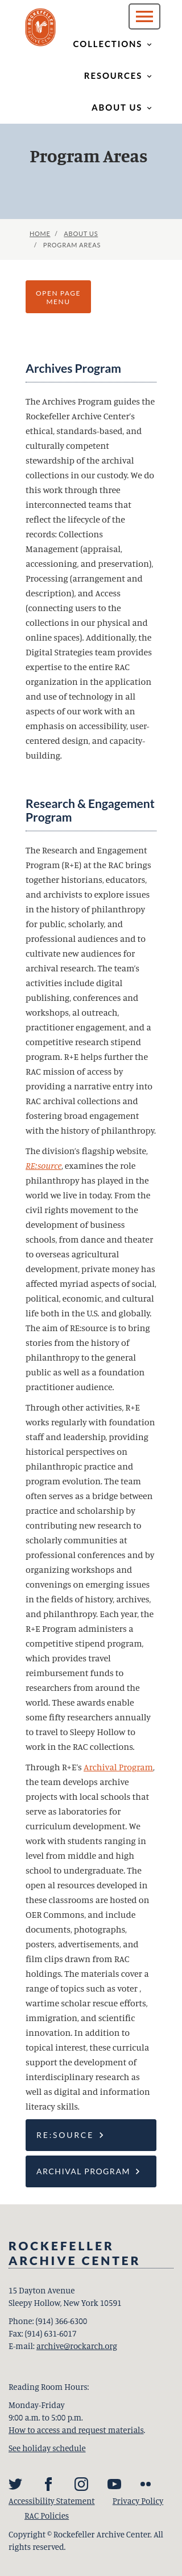 COLLECTIONS
RESOURCES
ABOUT US
Program Areas
HOME / ABOUT US
/ PROGRAM AREAS
OPEN PAGE
MENU
Archives Program
The Archives Program guides the
Rockefeller Archive Center's
ethical, standards-based, and
culturally competent
stewardship of the archival
collections in our custody. We do
this work through three
interconnected teams that
reflect the lifecycle of the
records: Collections
Management (appraisal,
accessioning, and preservation),
Processing (arrangement and
description), and Access
(connecting users to the
collections in our physical and
online spaces). Additionally, the
Digital Strategies team provides
expertise to the entire RAC
organization in the application
and use of technology in all
aspects of our work with an
emphasis on accessibility, user-
centered design, and capacity-
building.
Research & Engagement
Program
The Research and Engagement
Program (R+E) at the RAC brings
together historians, educators,
and archivists to explore issues
in the history of philanthropy
for public, scholarly, and
professional audiences and to
cultivate new audiences for
archival research. The team's
activities include digital
publishing, conferences and
workshops, al outreach,
practitioner engagement, and a
competitive research stipend
program. R+E helps further the
RAC mission of access by
providing a narrative entry into
RAC archival collections and
fostering broad engagement
with the history of philanthropy.
The division's flagship website,
RE:source, examines the role
philanthropy has played in the
world we live in today. From the
civil rights movement to the
development of business
schools, from dance and theater
to overseas agricultural
development, private money has
affected myriad aspects of social,
political, economic, and cultural
life both in the U.S. and globally.
The aim of RE:source is to bring
stories from the history of
philanthropy to the general
public as well as a foundation
practitioner audience.
Through other activities, R+E
works regularly with foundation
staff and leadership, providing
historical perspectives on
philanthropic practice and
program evolution. The team
often serves as a bridge between
practice and scholarship by
contributing new research to
scholarly communities at
professional conferences and by
organizing workshops and
convenings on emerging issues
in the fields of history, archives,
and philanthropy. Each year, the
R+E Program administers a
competitive stipend program,
which provides travel
reimbursement funds to
researchers from around the
world. These awards enable
some fifty researchers annually
to travel to Sleepy Hollow to
work in the RAC collections.
Through R+E's Archival Program,
the team develops archive
projects with local schools that
serve as laboratories for
curriculum development. We
work with students ranging in
level from middle and high
school to undergraduate. The
open al resources developed in
these classrooms are hosted on
OER Commons, and include
documents, photographs,
posters, advertisements, and
film clips drawn from RAC
holdings. The materials cover a
range of topics such as voter ,
wartime scholar rescue efforts,
immigration, and scientific
innovation. In addition to
topical interest, these curricula
support the development of
interdisciplinary research as
well as digital and information
literacy skills.
RE:SOURCE
ARCHIVAL PROGRAM
ROCKEFELLER
ARCHIVE CENTER
15 Dayton Avenue
Sleepy Hollow, New York 10591
Phone: (914) 366-6300
Fax: (914) 631-6017
E-mail: archive@rockarch.org
Reading Room Hours:
Monday-Friday
9:00 a.m. to 5:00 p.m.
How to access and request materials.
See holiday schedule
Accessibility Statement Privacy Policy
RAC Policies
Copyright © Rockefeller Archive Center. All
rights reserved.